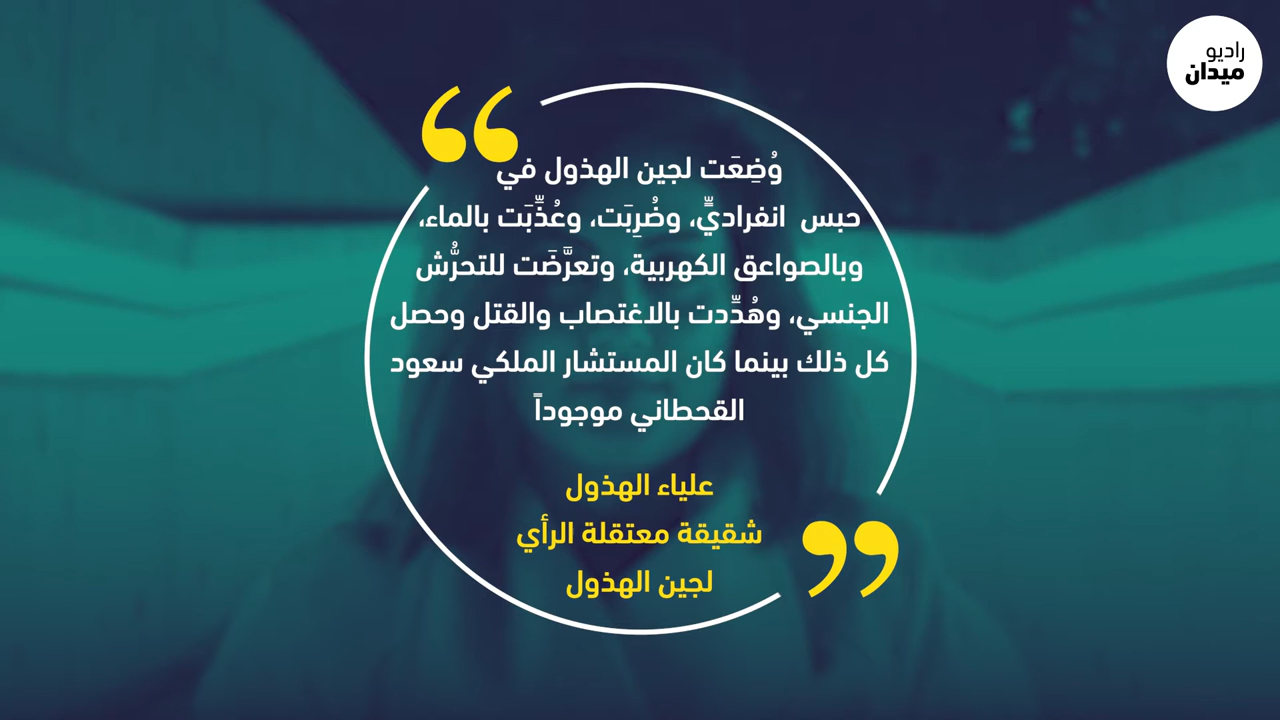 راديو
ميدان
وُضِعَت لجين الهذول في
حبس انفراديٍّ، وضُرِبَت، وعُذِّبَت بالماء،
وبالصواعق الكهربية، وتعرَّضَت للتحرُّش
الجنسي، وهُدِّدت بالاغتصاب والقتل وحصل
كل ذلك بينما كان المستشار الملكي سعود
القحطاني موجوداً
علياء الهذول
شقيقة معتقلة الرأي
لجين الهذول